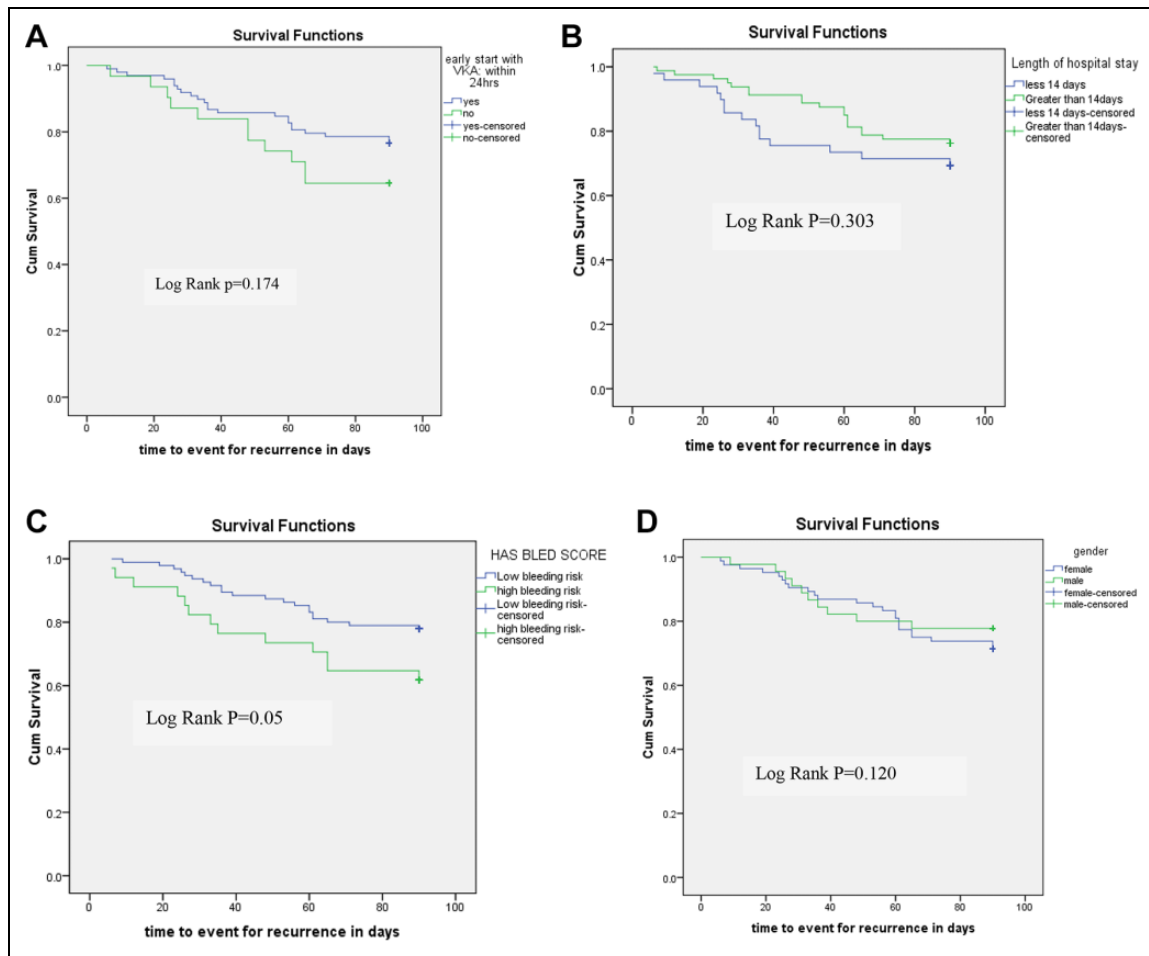 A
Survival Functions
early start with
VKA: within
24hrs
yes
no
yes-censored
no-censored
Cum Survival
1.0
0.8
0.6
0.4
0.2
0.0
Log Rank p=0.174
0 20 40 60 80 100
time to event for recurrence in days
B
Survival Functions
Length of hospital stay
less 14 days
Greater than 14days
less 14 days-censored
Greater than 14days-
censored
Cum Survival
1.0
0.8
0.6
0.4
0.2
0.0
Log Rank P=0.303
0 20 40 60 80 100
time to event for recurrence in days
C
Survival Functions
HAS BLED SCORE
Low bleeding risk
high bleeding risk
Low bleeding risk-
censored
high bleeding risk-
censored
Cum Survival
1.0
0.8
0.6
0.4
0.2
0.0
Log Rank P=0.05
0 20 40 60 80 100
time to event for recurrence in days
D
Survival Functions
gender
female
male
female-censored
male-censored
Cum Survival
1.0
0.8
0.6
0.4
0.2
0.0
Log Rank P=0.120
0 20 40 60 80 100
time to event for recurrence in days